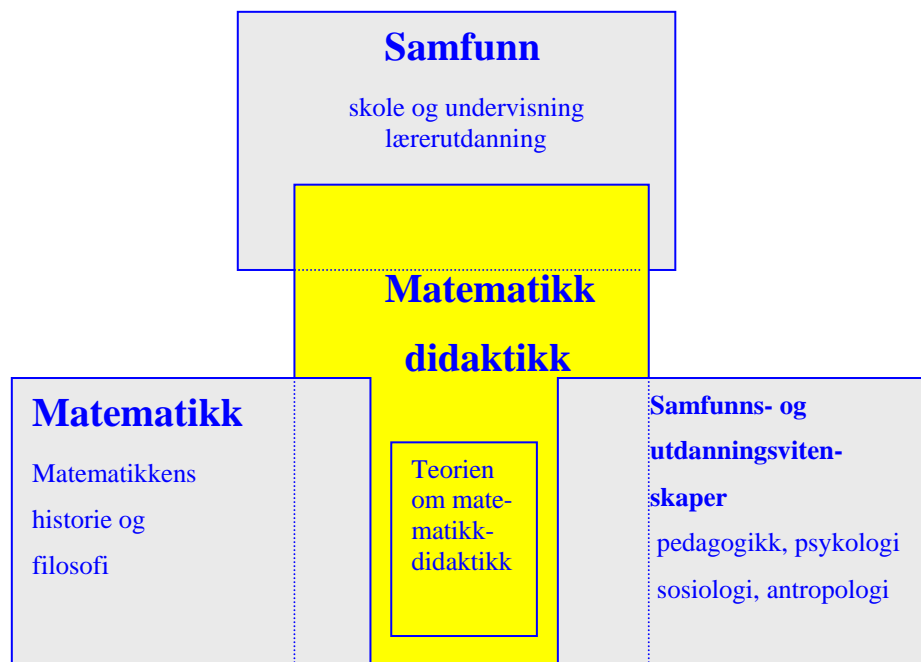 Samfunn
skole og undervisning
lærerutdanning
Matematikk
didaktikk
Matematikk
Matematikkens
historie og
filosofi
Teorien
om mate-
matikk-
didaktikk
Samfunns- og
utdanningsviten-
skaper
pedagogikk, psykologi
sosiologi, antropologi